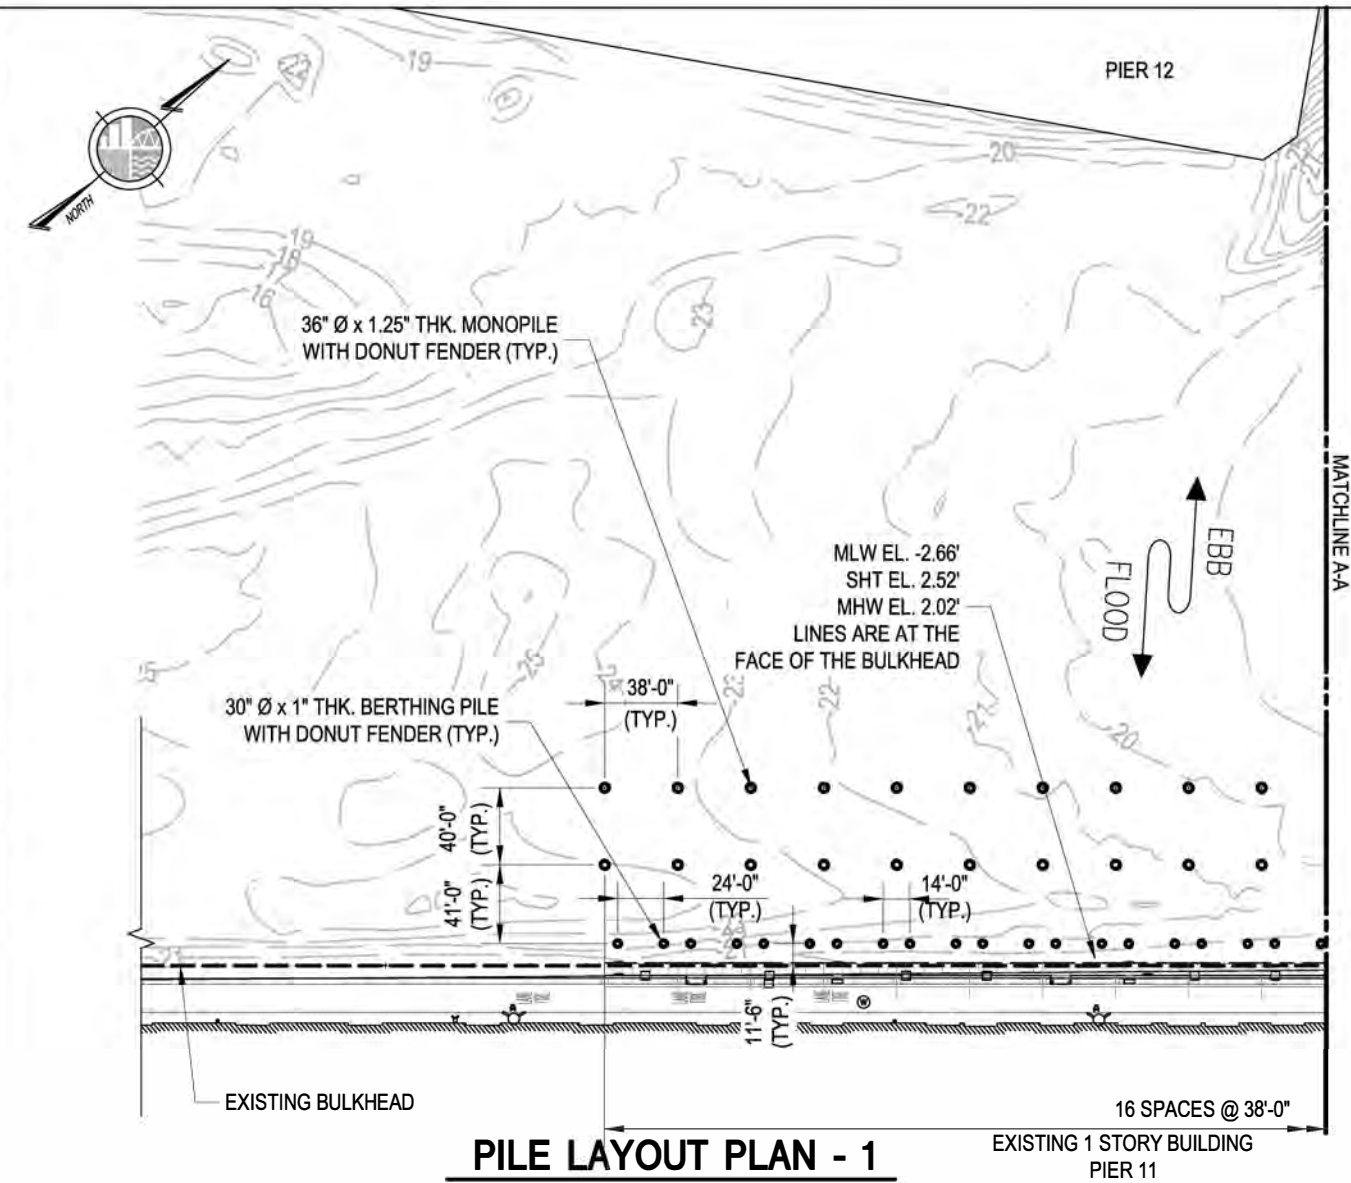 PIER 12
19
22
20
22
NORTH
19
18
17
16
23
36" Ø x 1.25" THK. MONOPILE
WITH DONUT FENDER (TYP.)
MATCHLINE A-A
EBB
FLOOD
MLW EL. -2.66'
SHT EL. 2.52'
MHW EL. 2.02'
LINES ARE AT THE
FACE OF THE BULKHEAD
30" Ø x 1" THK. BERTHING PILE
WITH DONUT FENDER (TYP.)
38'-0"
(TYP.)
22
21
20
40'-0"
(TYP.)
41'-0"
(TYP.)
24'-0"
(TYP.)
14'-0"
(TYP.)
11'-6"
(TYP.)
W
EXISTING BULKHEAD
16 SPACES @ 38'-0"
EXISTING 1 STORY BUILDING
PIER 11
PILE LAYOUT PLAN - 1